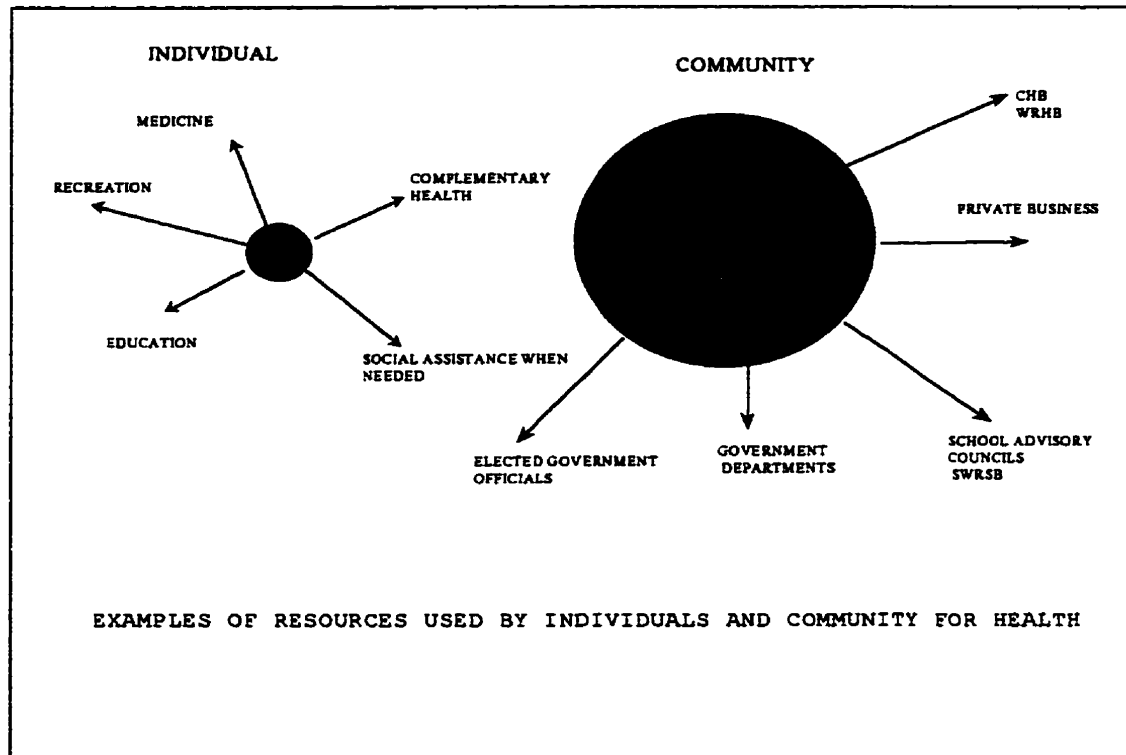 INDIVIDUAL
MEDICINE
RECREATION
COMPLEMENTARY
HEALTH
EDUCATION
SOCIAL ASSISTANCE WHEN
NEEDED
COMMUNITY
CHB
WRHB
PRIVATE BUSINESS
SCHOOL ADVISORY
COUNCILS
SWRSB
GOVERNMENT
DEPARTMENTS
ELECTED GOVERNMENT
OFFICIALS
EXAMPLES OF RESOURCES USED BY INDIVIDUALS AND COMMUNITY FOR HEALTH